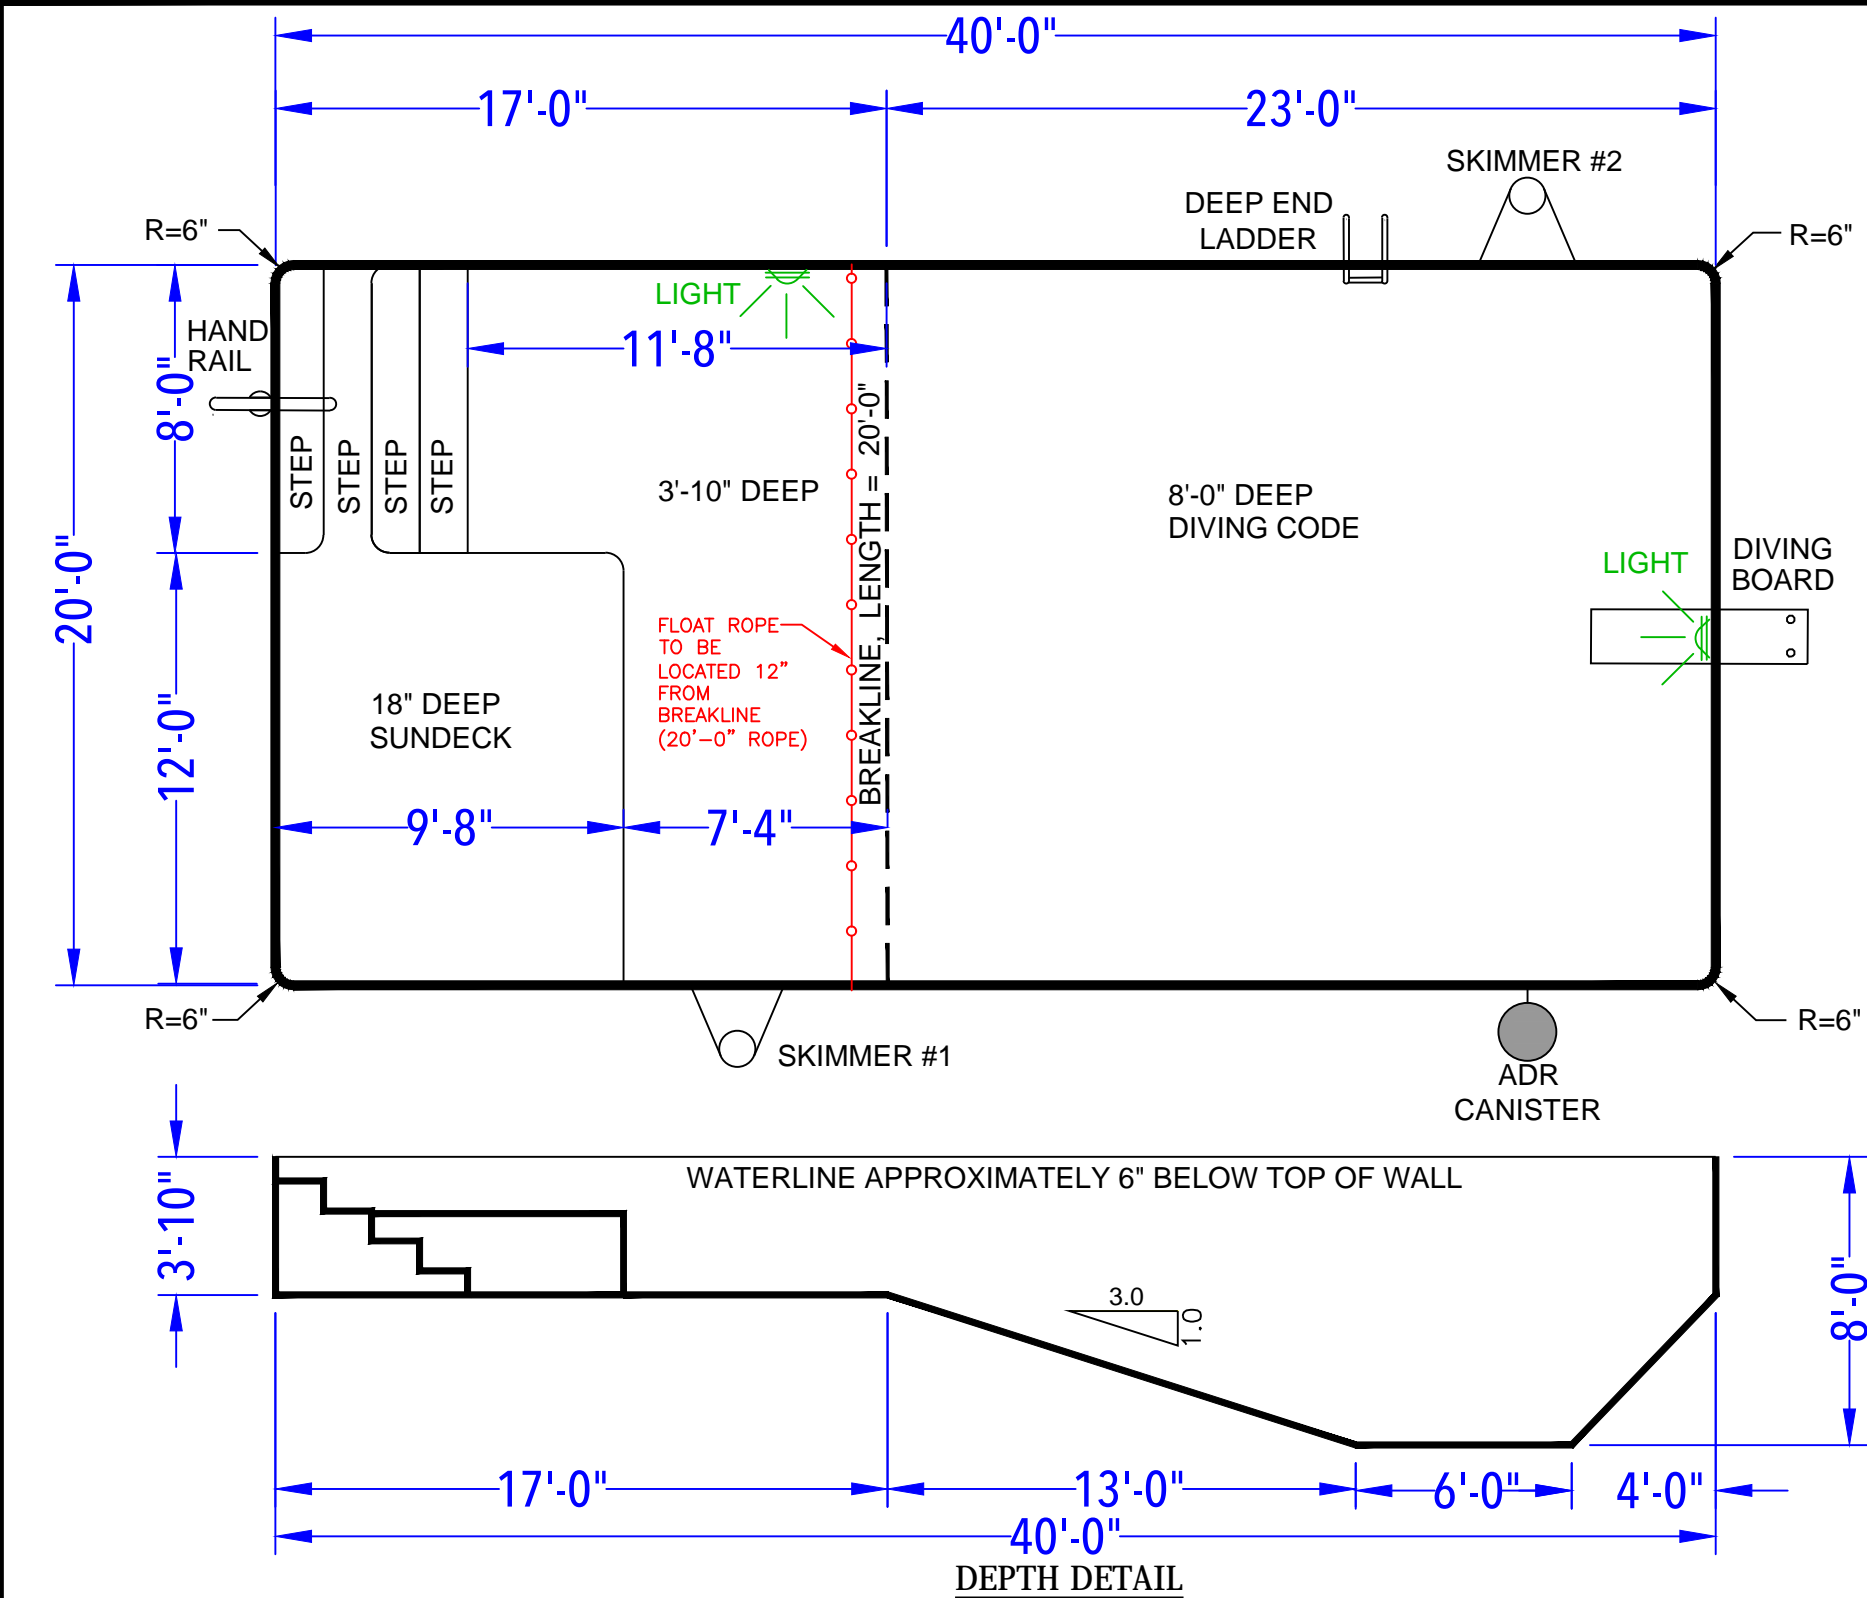 40'-0"
17'-0"
23'-0"
SKIMMER #2
DEEP END
LADDER
R=6"
R=6"
LIGHT
HAND
RAIL
11'-8"
8'-0"
STEP
STEP
STEP
STEP
3'-10" DEEP
BREAKLINE, LENGTH = 20'-0"
8'-0" DEEP
DIVING CODE
LIGHT
DIVING
BOARD
20'-0"
FLOAT ROPE
TO BE
LOCATED 12"
FROM
BREAKLINE
(20'-0" ROPE)
18" DEEP
SUNDECK
12'-0"
9'-8"
7'-4"
R=6"
R=6"
SKIMMER #1
ADR
CANISTER
WATERLINE APPROXIMATELY 6" BELOW TOP OF WALL
3'-10"
3.0
1.0
8'-0"
17'-0"
13'-0"
6'-0"
4'-0"
40'-0"
DEPTH DETAIL